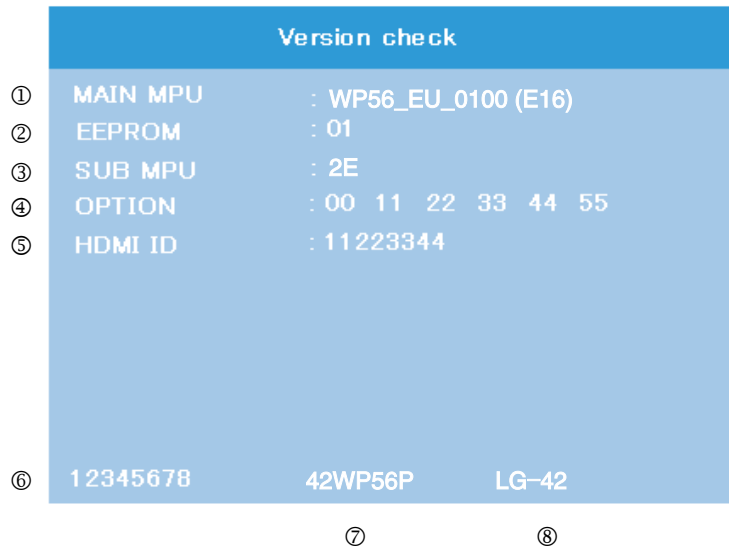 Version check
① MAIN MPU : WP56_EU_0100 (E16)
② EEPROM : 01
③ SUB MPU : 2E
④ OPTION : 00 11 22 33 44 55
⑤ HDMI ID : 11223344
⑥ 12345678 42WP56P LG-42
⑦ ⑧